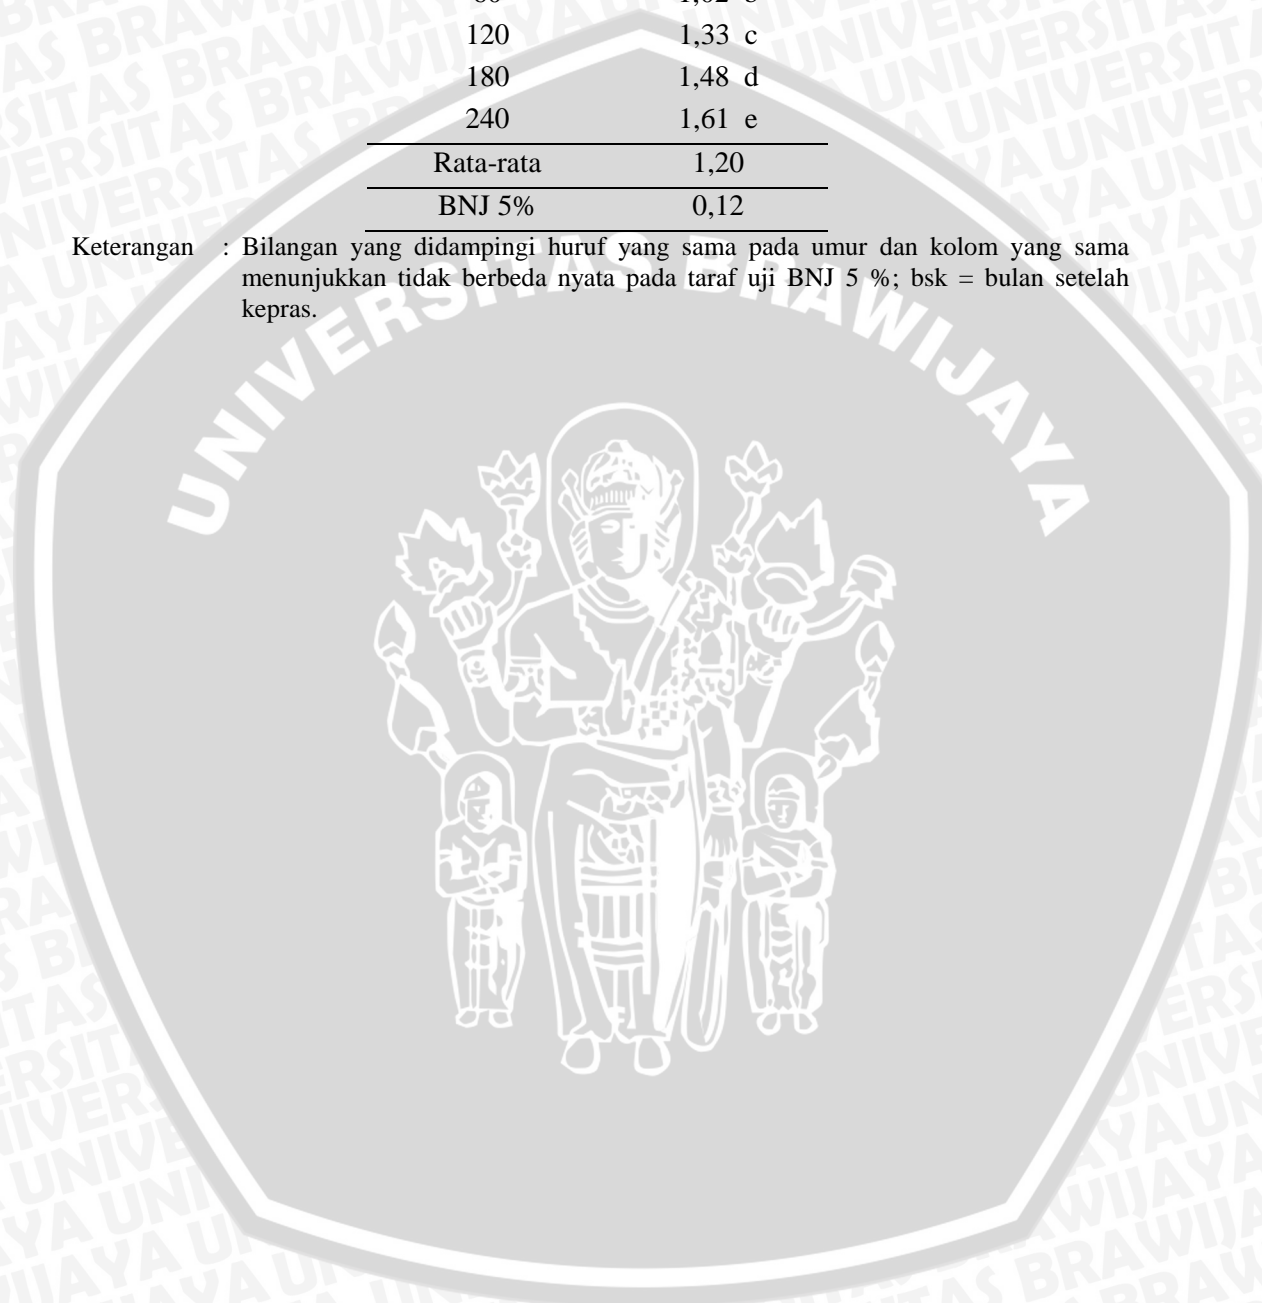 120 1,33 c
180 1,48 d
240 1,61 e
Rata-rata 1,20
BNJ 5% 0,12
Keterangan : Bilangan yang didampingi huruf yang sama pada umur dan kolom yang sama
menunjukkan tidak berbeda nyata pada taraf uji BNJ 5 %; bsk = bulan setelah
kepras.
UNIVERSITAS BRAWIJAYA